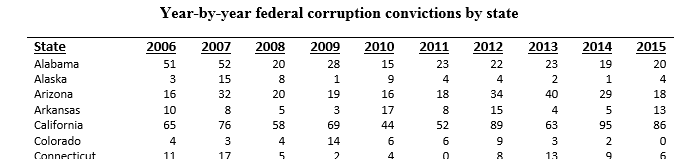 Year-by-year federal corruption convictions by state
State 2006 2007 2008 2009 2010 2011 2012 2013 2014 2015
Alabama 51 52 20 28 15 23 22 23 19 20
Alaska 3 15 8 1 9 4 4 2 1 4
Arizona 16 32 20 19 16 18 34 40 29 18
Arkansas 10 8 5 3 17 8 15 4 5 13
California 65 76 58 69 44 52 89 63 95 86
Colorado 4 3 4 14 6 6 9 3 2 0
Connecticut 11 17 5 2 4 0 8 13 9 6